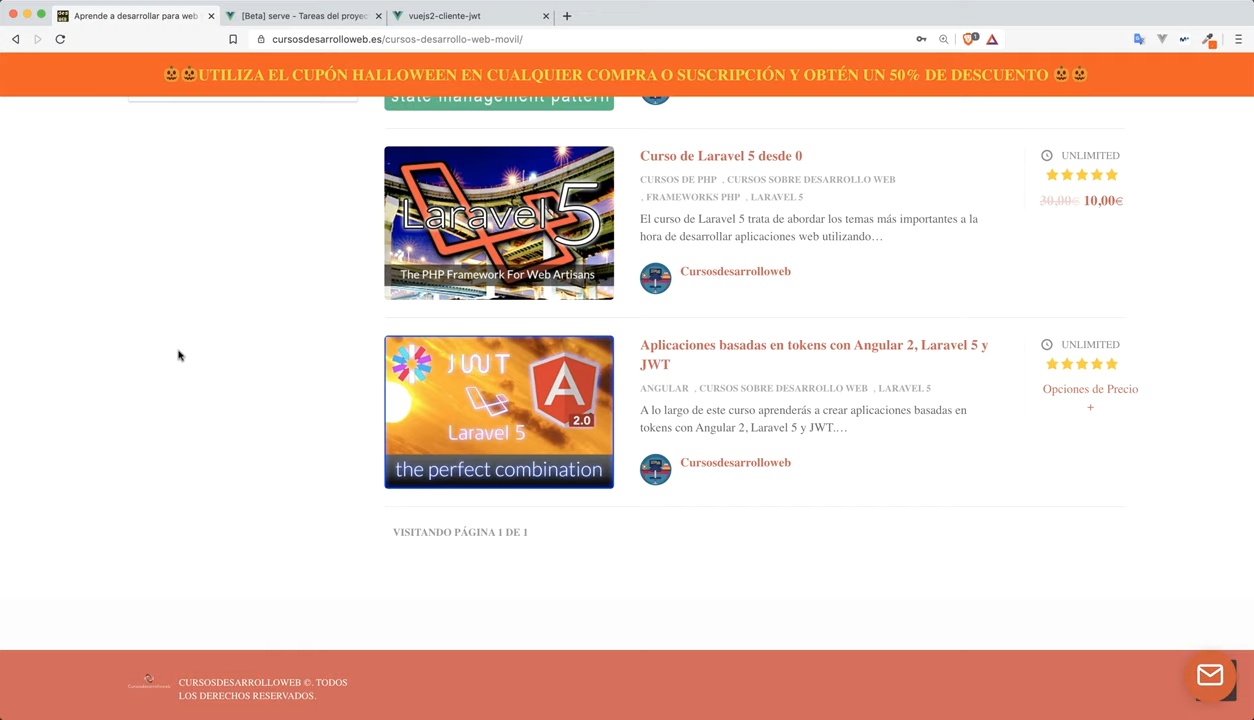 Aprende a desarrollar para web
[Beta] serve - Tareas del proyec
vuejs2-cliente-jwt
cursosdesarrolloweb.es/cursos-desarrollo-web-movil/
UTILIZA EL CUPÓN HALLOWEEN EN CUALQUIER COMPRA O SUSCRIPCIÓN Y OBTÉN UN 50% DE DESCUENTO
state management pattern
Laravel 5
The PHP Framework For Web Artisans
Curso de Laravel 5 desde 0
CURSOS DE PHP , CURSOS SOBRE DESARROLLO WEB
, FRAMEWORKS PHP , LARAVEL 5
El curso de Laravel 5 trata de abordar los temas más importantes a la
hora de desarrollar aplicaciones web utilizando…
Cursosdesarrolloweb
UNLIMITED
30,00€ 10,00€
JWT
Laravel 5
2.0
the perfect combination
Aplicaciones basadas en tokens con Angular 2, Laravel 5 y
JWT
ANGULAR , CURSOS SOBRE DESARROLLO WEB , LARAVEL 5
A lo largo de este curso aprenderás a crear aplicaciones basadas en
tokens con Angular 2, Laravel 5 y JWT.…
Cursosdesarrolloweb
UNLIMITED
Opciones de Precio
+
VISITANDO PÁGINA 1 DE 1
CURSOSDESARROLLOWEB ©. TODOS
LOS DERECHOS RESERVADOS.